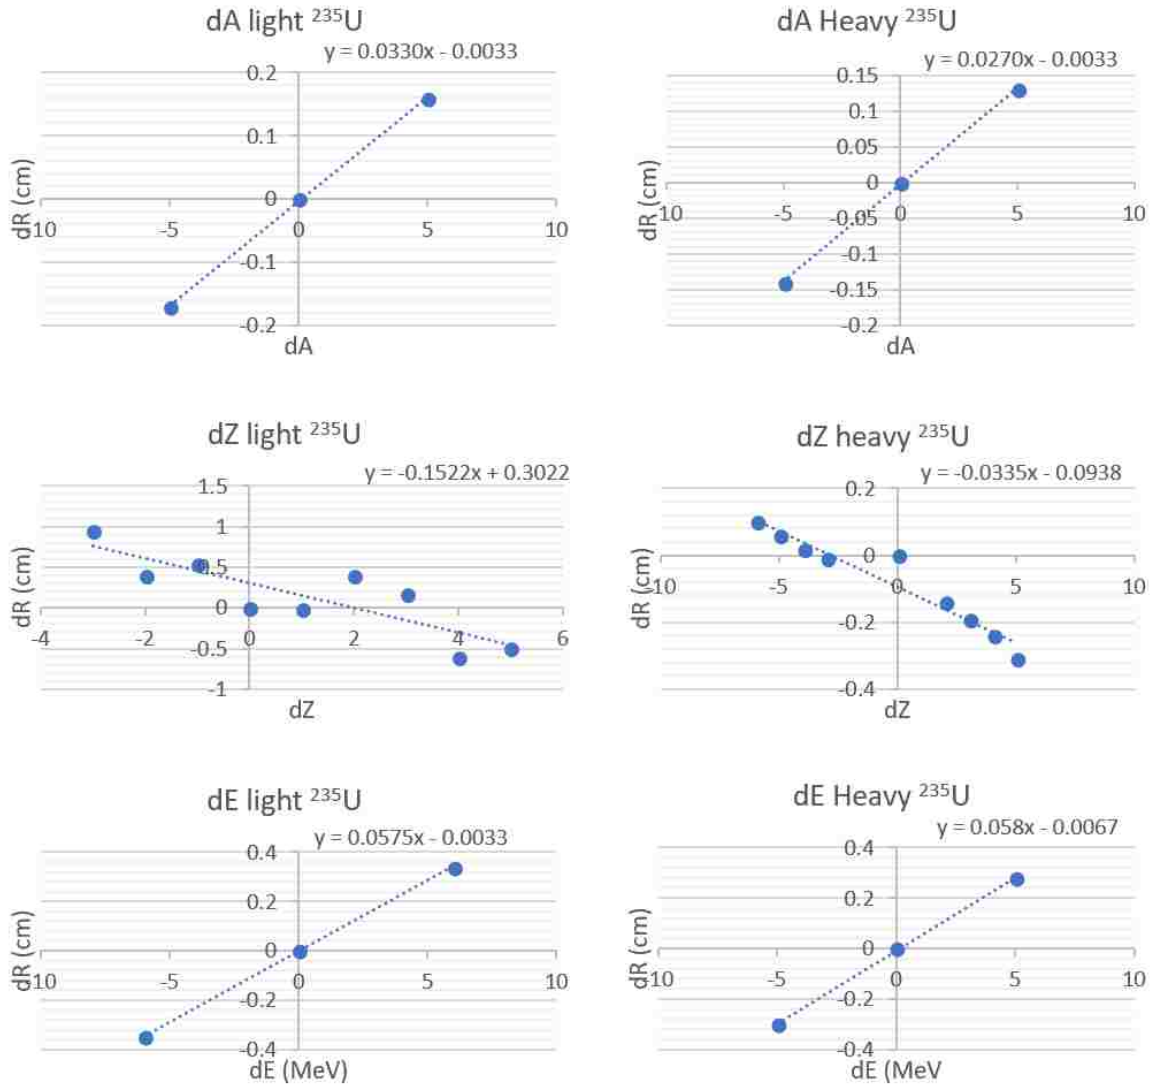 dA light ²³⁵U
y = 0.0330x - 0.0033
0.2
0.1
0
-0.1
-0.2
10
-5
0
5
10
dR (cm)
dA
dA Heavy ²³⁵U
y = 0.0270x - 0.0033
0.15
0.1
0.05
0
-0.05
-0.1
-0.15
-0.2
-10
-5
0
5
10
dR (cm)
dA
dZ light ²³⁵U
y = -0.1522x + 0.3022
1.5
1
0.5
0
-0.5
-1
-4
-2
0
2
4
6
dR (cm)
dZ
dZ heavy ²³⁵U
y = -0.0335x - 0.0938
0.2
0
-0.2
-0.4
-10
-5
0
5
10
dR (cm)
dZ
dE light ²³⁵U
y = 0.0575x - 0.0033
0.4
0.2
0
-0.2
-0.4
10
-5
0
5
10
dR (cm)
dE (MeV)
dE Heavy ²³⁵U
y = 0.058x - 0.0067
0.4
0.2
0
-0.2
-0.4
-10
-5
0
5
10
dR (cm)
dE (MeV